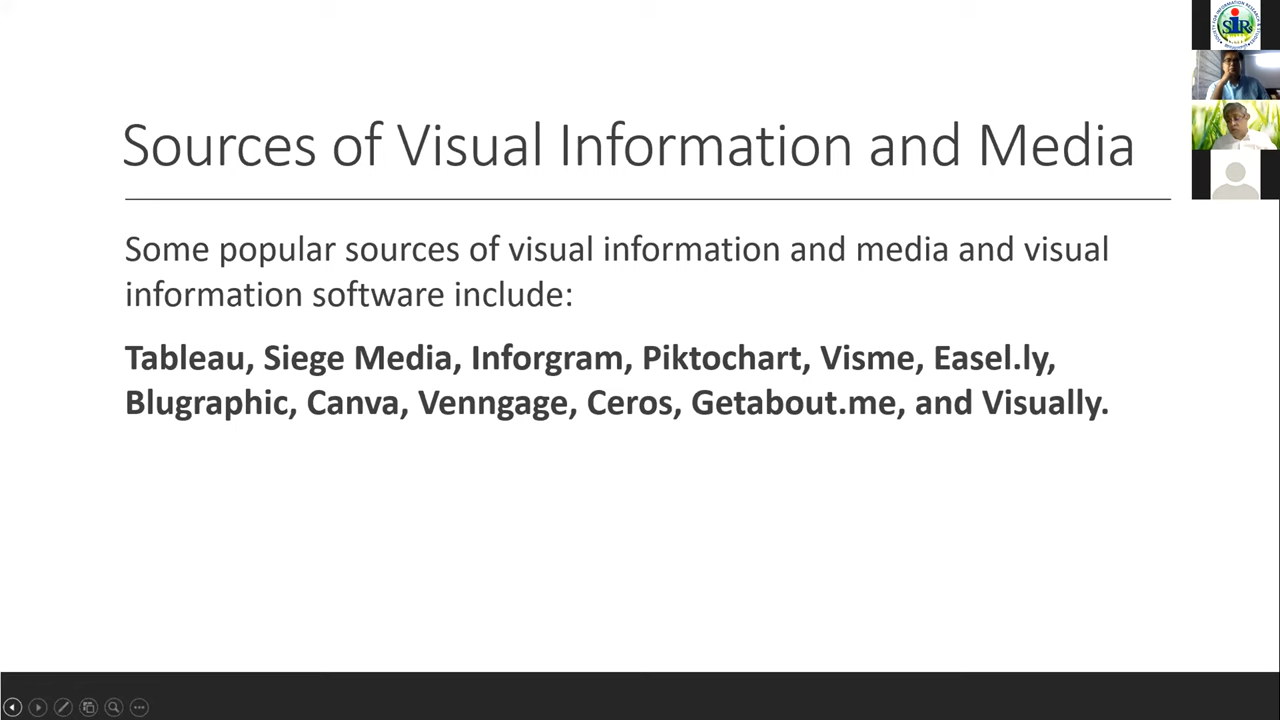 Sources of Visual Information and Media
Some popular sources of visual information and media and visual
information software include:
Tableau, Siege Media, Inforgram, Piktochart, Visme, Easel.ly,
Blugraphic, Canva, Venngage, Ceros, Getabout.me, and Visually.